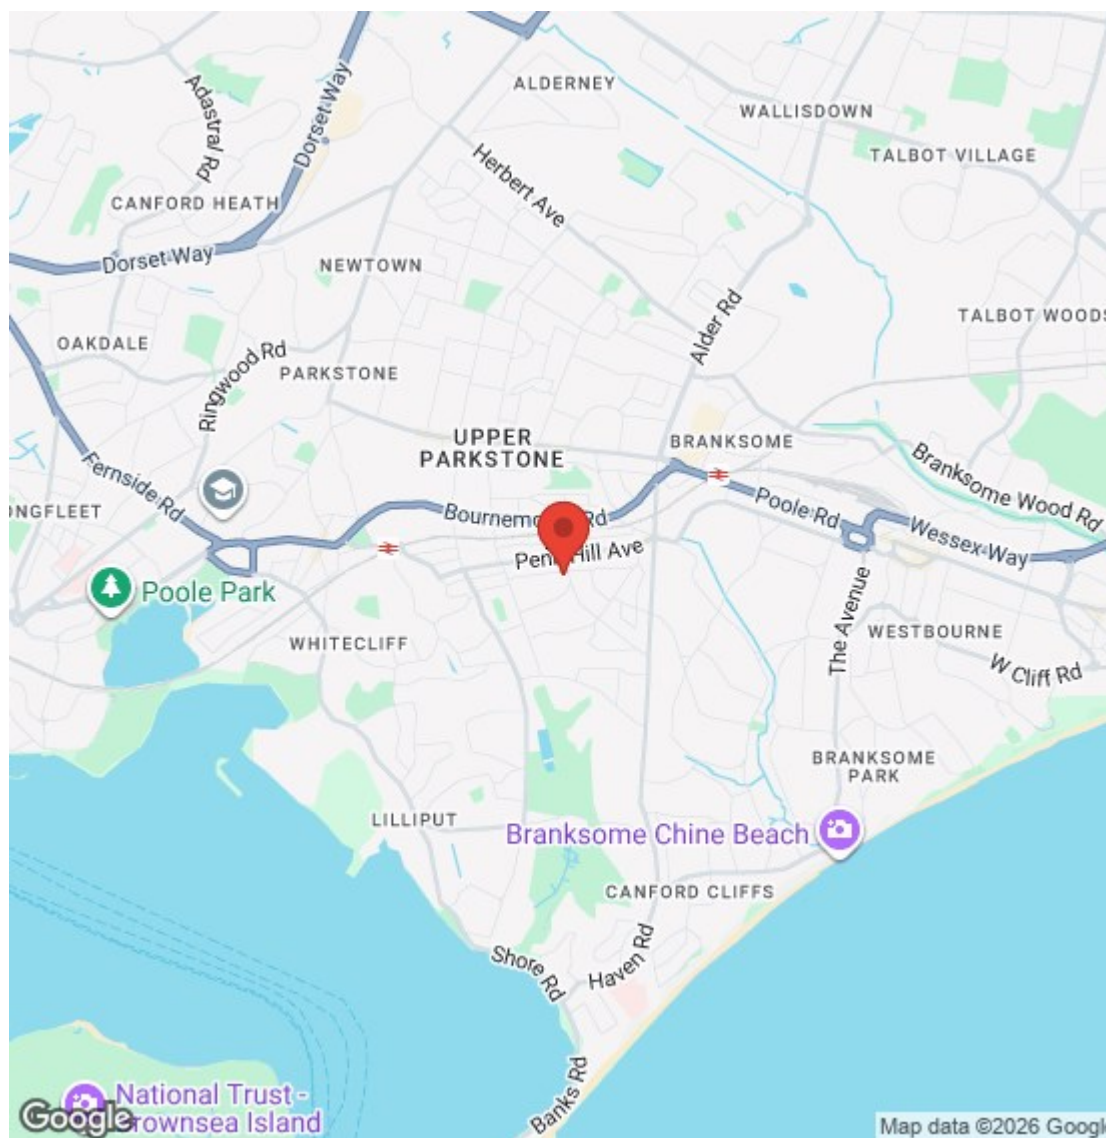 ALDERNEY
WALLISDOWN
TALBOT VILLAGE
Adastral Rd
Dorset Way
Herbert Ave
CANFORD HEATH
Dorset Way
NEWTOWN
TALBOT WOODS
Alder Rd
OAKDALE
Ringwood Rd
PARKSTONE
UPPER
PARKSTONE
BRANKSOME
Fernside Rd
Branksome Wood Rd
ONGFLEET
Poole Rd
Wessex Way
Penn Hill Ave
Poole Park
The Avenue
WESTBOURNE
WHITECLIFF
W Cliff Rd
BRANKSOME
PARK
LILLIPUT
Branksome Chine Beach
CANFORD CLIFFS
Shore Rd
Haven Rd
Banks Rd
National Trust -
rownsea Island
Google
Map data ©2026 Google